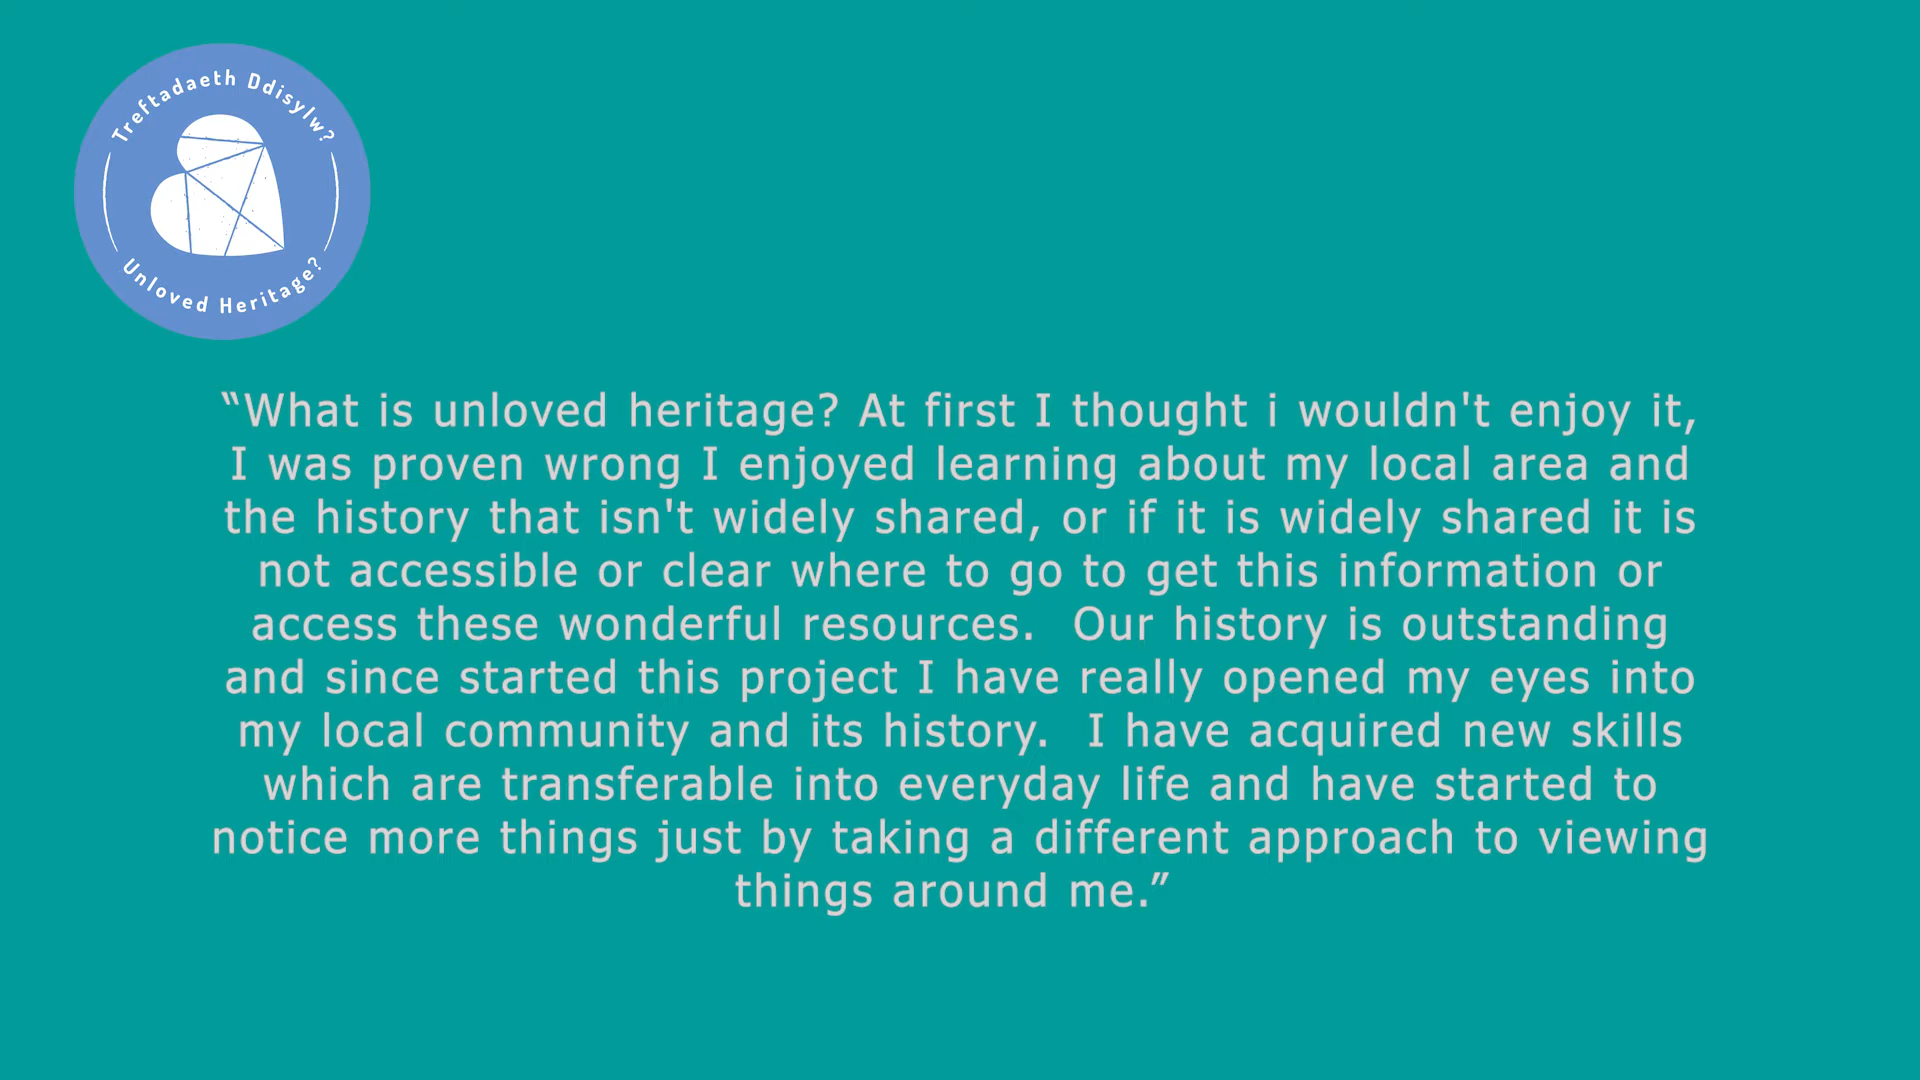 Treftadaeth Ddisylw?
Unloved Heritage?
“What is unloved heritage? At first I thought i wouldn't enjoy it,
I was proven wrong I enjoyed learning about my local area and
the history that isn't widely shared, or if it is widely shared it is
not accessible or clear where to go to get this information or
access these wonderful resources.  Our history is outstanding
and since started this project I have really opened my eyes into
my local community and its history.  I have acquired new skills
which are transferable into everyday life and have started to
notice more things just by taking a different approach to viewing
things around me.”